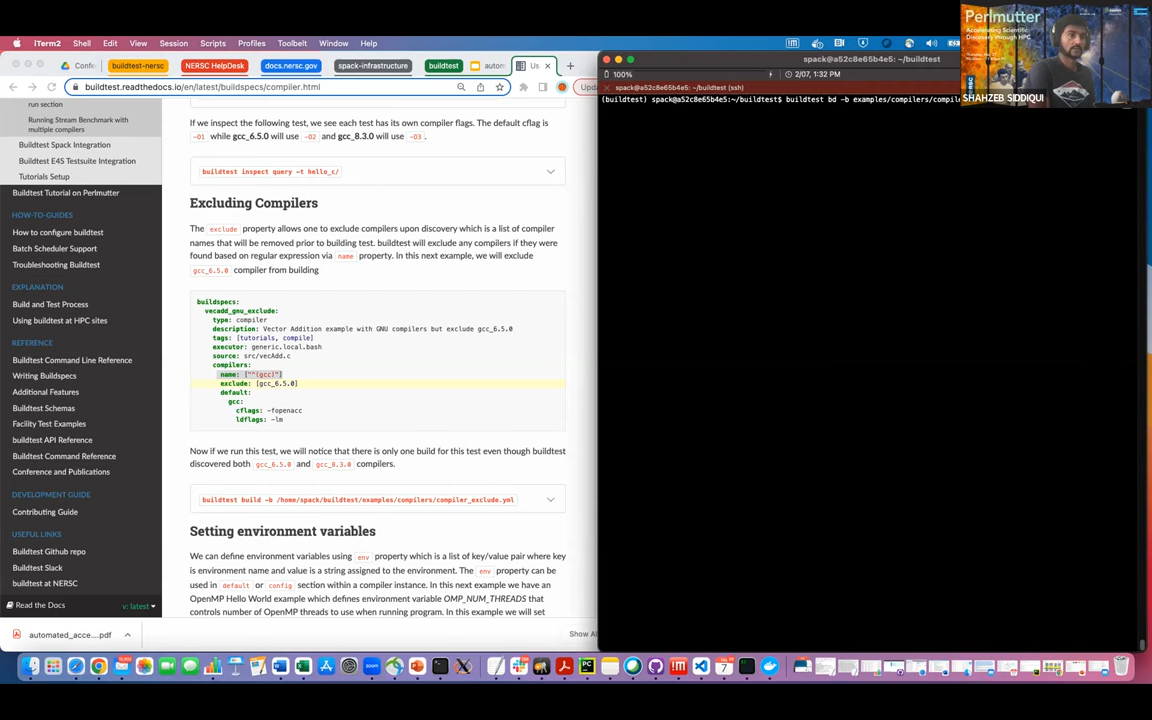 Perlmutter
Accelerating Scientific
Discovery through HPC
SHAHZEB SIDDIQUI
iTerm2 Shell Edit View Session Scripts Profiles Toolbelt Window Help
Confe
buildtest-nersc
NERSC HelpDesk
docs.nersc.gov
spack-infrastructure
buildtest
autom
Us
buildtest.readthedocs.io/en/latest/buildspecs/compiler.html
Upda
spack@a52c8e65b4e5: ~/buildtest
100%
2/07, 1:32 PM
spack@a52c8e65b4e5: ~/buildtest (ssh)
(buildtest) spack@a52c8e65b4e5:~/buildtest$ buildtest bd -b examples/compilers/compil
run section
Running Stream Benchmark with
multiple compilers
Buildtest Spack Integration
Buildtest E4S Testsuite Integration
Tutorials Setup
Buildtest Tutorial on Perlmutter
HOW-TO-GUIDES
How to configure buildtest
Batch Scheduler Support
Troubleshooting Buildtest
EXPLANATION
Build and Test Process
Using buildtest at HPC sites
REFERENCE
Buildtest Command Line Reference
Writing Buildspecs
Additional Features
Buildtest Schemas
Facility Test Examples
buildtest API Reference
Buildtest Command Reference
Conference and Publications
DEVELOPMENT GUIDE
Contributing Guide
USEFUL LINKS
Buildtest Github repo
Buildtest Slack
buildtest at NERSC
Read the Docs
v: latest
If we inspect the following test, we see each test has its own compiler flags. The default cflag is
-O1 while gcc_6.5.0 will use -O2 and gcc_8.3.0 will use -O3 .
buildtest inspect query -t hello_c/
Excluding Compilers
The exclude property allows one to exclude compilers upon discovery which is a list of compiler
names that will be removed prior to building test. buildtest will exclude any compilers if they were
found based on regular expression via name property. In this next example, we will exclude
gcc_6.5.0 compiler from building
buildspecs:
vecadd_gnu_exclude:
type: compiler
description: Vector Addition example with GNU compilers but exclude gcc_6.5.0
tags: [tutorials, compile]
executor: generic.local.bash
source: src/vecAdd.c
compilers:
name: ["^(gcc)"]
exclude: [gcc_6.5.0]
default:
gcc:
cflags: -fopenacc
ldflags: -lm
Now if we run this test, we will notice that there is only one build for this test even though buildtest
discovered both gcc_6.5.0 and gcc_8.3.0 compilers.
buildtest build -b /home/spack/buildtest/examples/compilers/compiler_exclude.yml
Setting environment variables
We can define environment variables using env property which is a list of key/value pair where key
is environment name and value is a string assigned to the environment. The env property can be
used in default or config section within a compiler instance. In this next example we have an
OpenMP Hello World example which defines environment variable OMP_NUM_THREADS that
controls number of OpenMP threads to use when running program. In this example we will set
automated_acce....pdf
Show Al